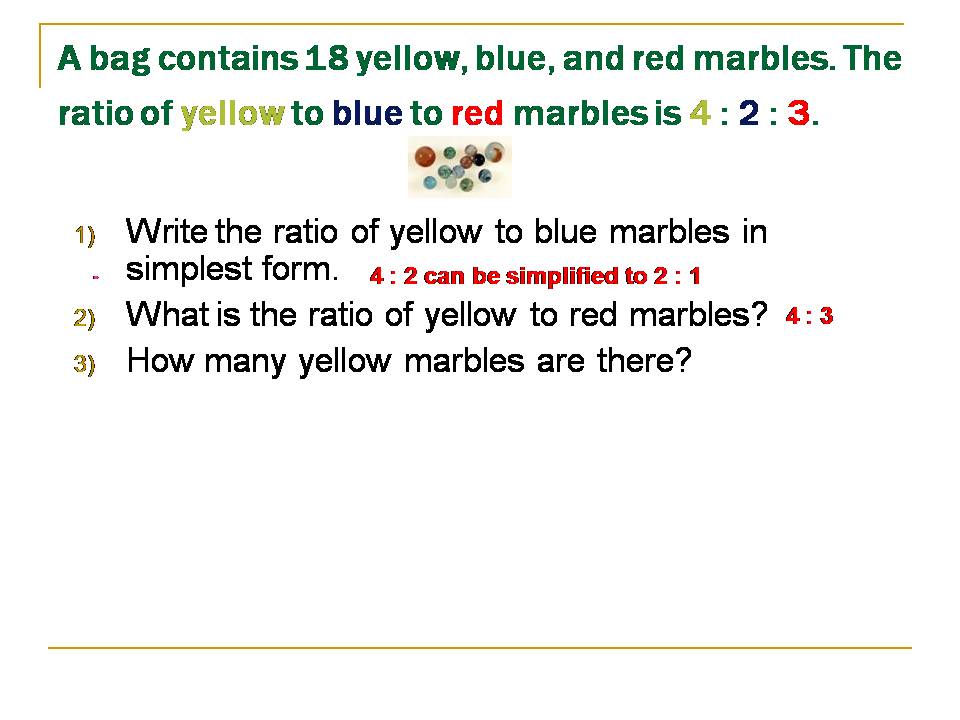 A bag contains 18 yellow, blue, and red marbles. The
ratio of yellow to blue to red marbles is 4 : 2 : 3.
1) Write the ratio of yellow to blue marbles in
- simplest form. 4 : 2 can be simplified to 2 : 1
2) What is the ratio of yellow to red marbles? 4 : 3
3) How many yellow marbles are there?